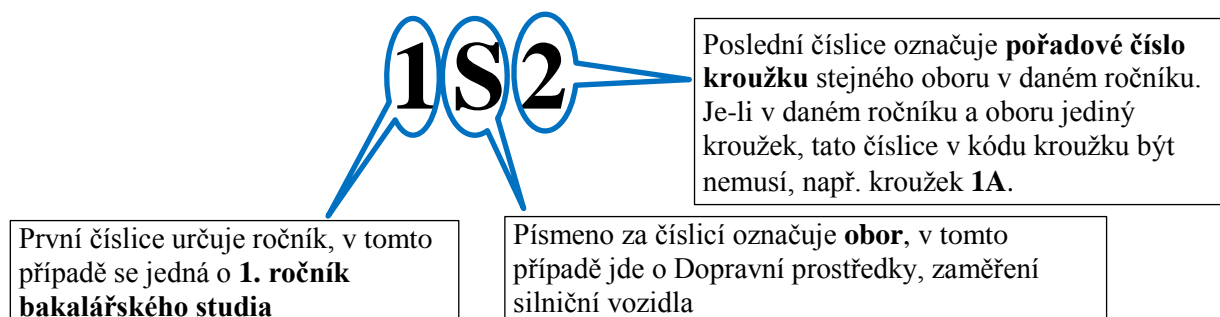 1S2
Poslední číslice označuje pořadové číslo
kroužku stejného oboru v daném ročníku.
Je-li v daném ročníku a oboru jediný
kroužek, tato číslice v kódu kroužku být
nemusí, např. kroužek 1A.
První číslice určuje ročník, v tomto
případě se jedná o 1. ročník
bakalářského studia
Písmeno za číslicí označuje obor, v tomto
případě jde o Dopravní prostředky, zaměření
silniční vozidla